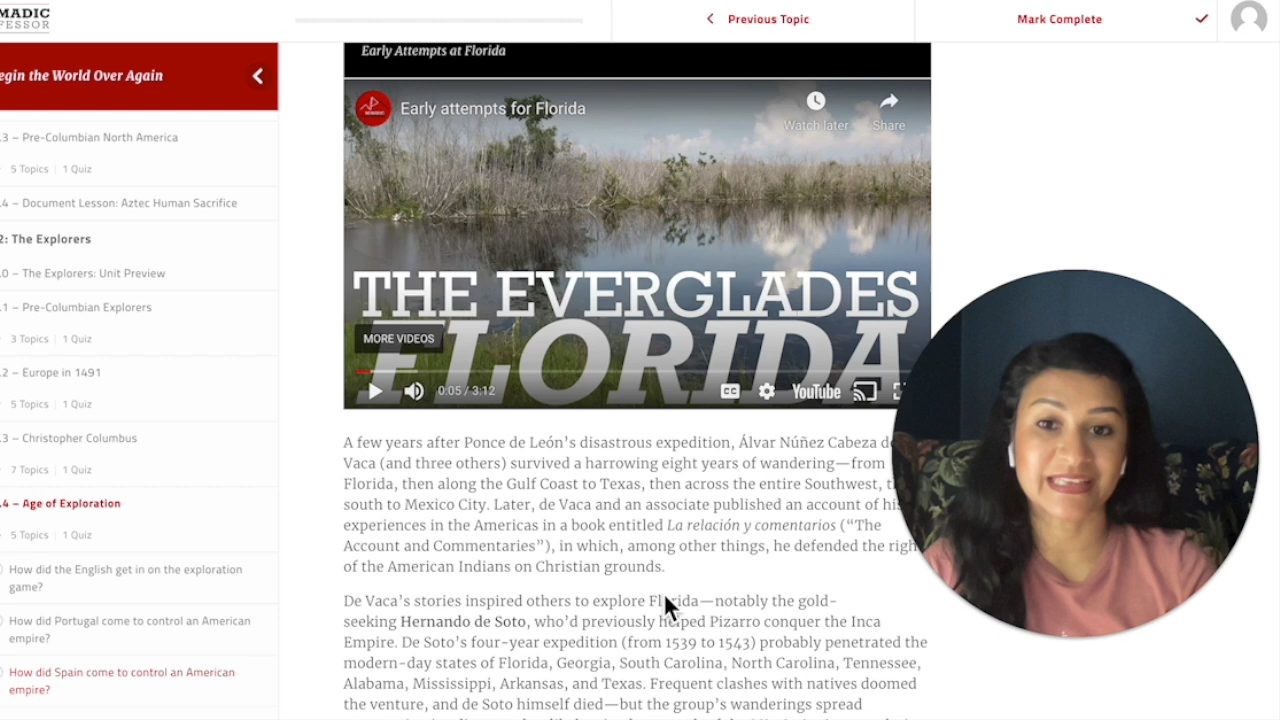 MADIC
FESSOR
Previous Topic
Mark Complete
egin the World Over Again
.3 – Pre-Columbian North America
5 Topics | 1 Quiz
.4 – Document Lesson: Aztec Human Sacrifice
2: The Explorers
.0 – The Explorers: Unit Preview
.1 – Pre-Columbian Explorers
3 Topics | 1 Quiz
.2 – Europe in 1491
5 Topics | 1 Quiz
.3 – Christopher Columbus
7 Topics | 1 Quiz
.4 – Age of Exploration
5 Topics | 1 Quiz
How did the English get in on the exploration
game?
How did Portugal come to control an American
empire?
How did Spain come to control an American
empire?
Early Attempts at Florida
Early attempts for Florida
Watch later
Share
THE EVERGLADES
FLORIDA
MORE VIDEOS
0:05 / 3:12
CC
YouTube
A few years after Ponce de León's disastrous expedition, Álvar Núñez Cabeza de
Vaca (and three others) survived a harrowing eight years of wandering—from
Florida, then along the Gulf Coast to Texas, then across the entire Southwest,
south to Mexico City. Later, de Vaca and an associate published an account of his
experiences in the Americas in a book entitled La relación y comentarios ("The
Account and Commentaries"), in which, among other things, he defended the righ
of the American Indians on Christian grounds.
De Vaca's stories inspired others to explore Florida—notably the gold-
seeking Hernando de Soto, who'd previously helped Pizarro conquer the Inca
Empire. De Soto's four-year expedition (from 1539 to 1543) probably penetrated the
modern-day states of Florida, Georgia, South Carolina, North Carolina, Tennessee,
Alabama, Mississippi, Arkansas, and Texas. Frequent clashes with natives doomed
the venture, and de Soto himself died—but the group's wanderings spread